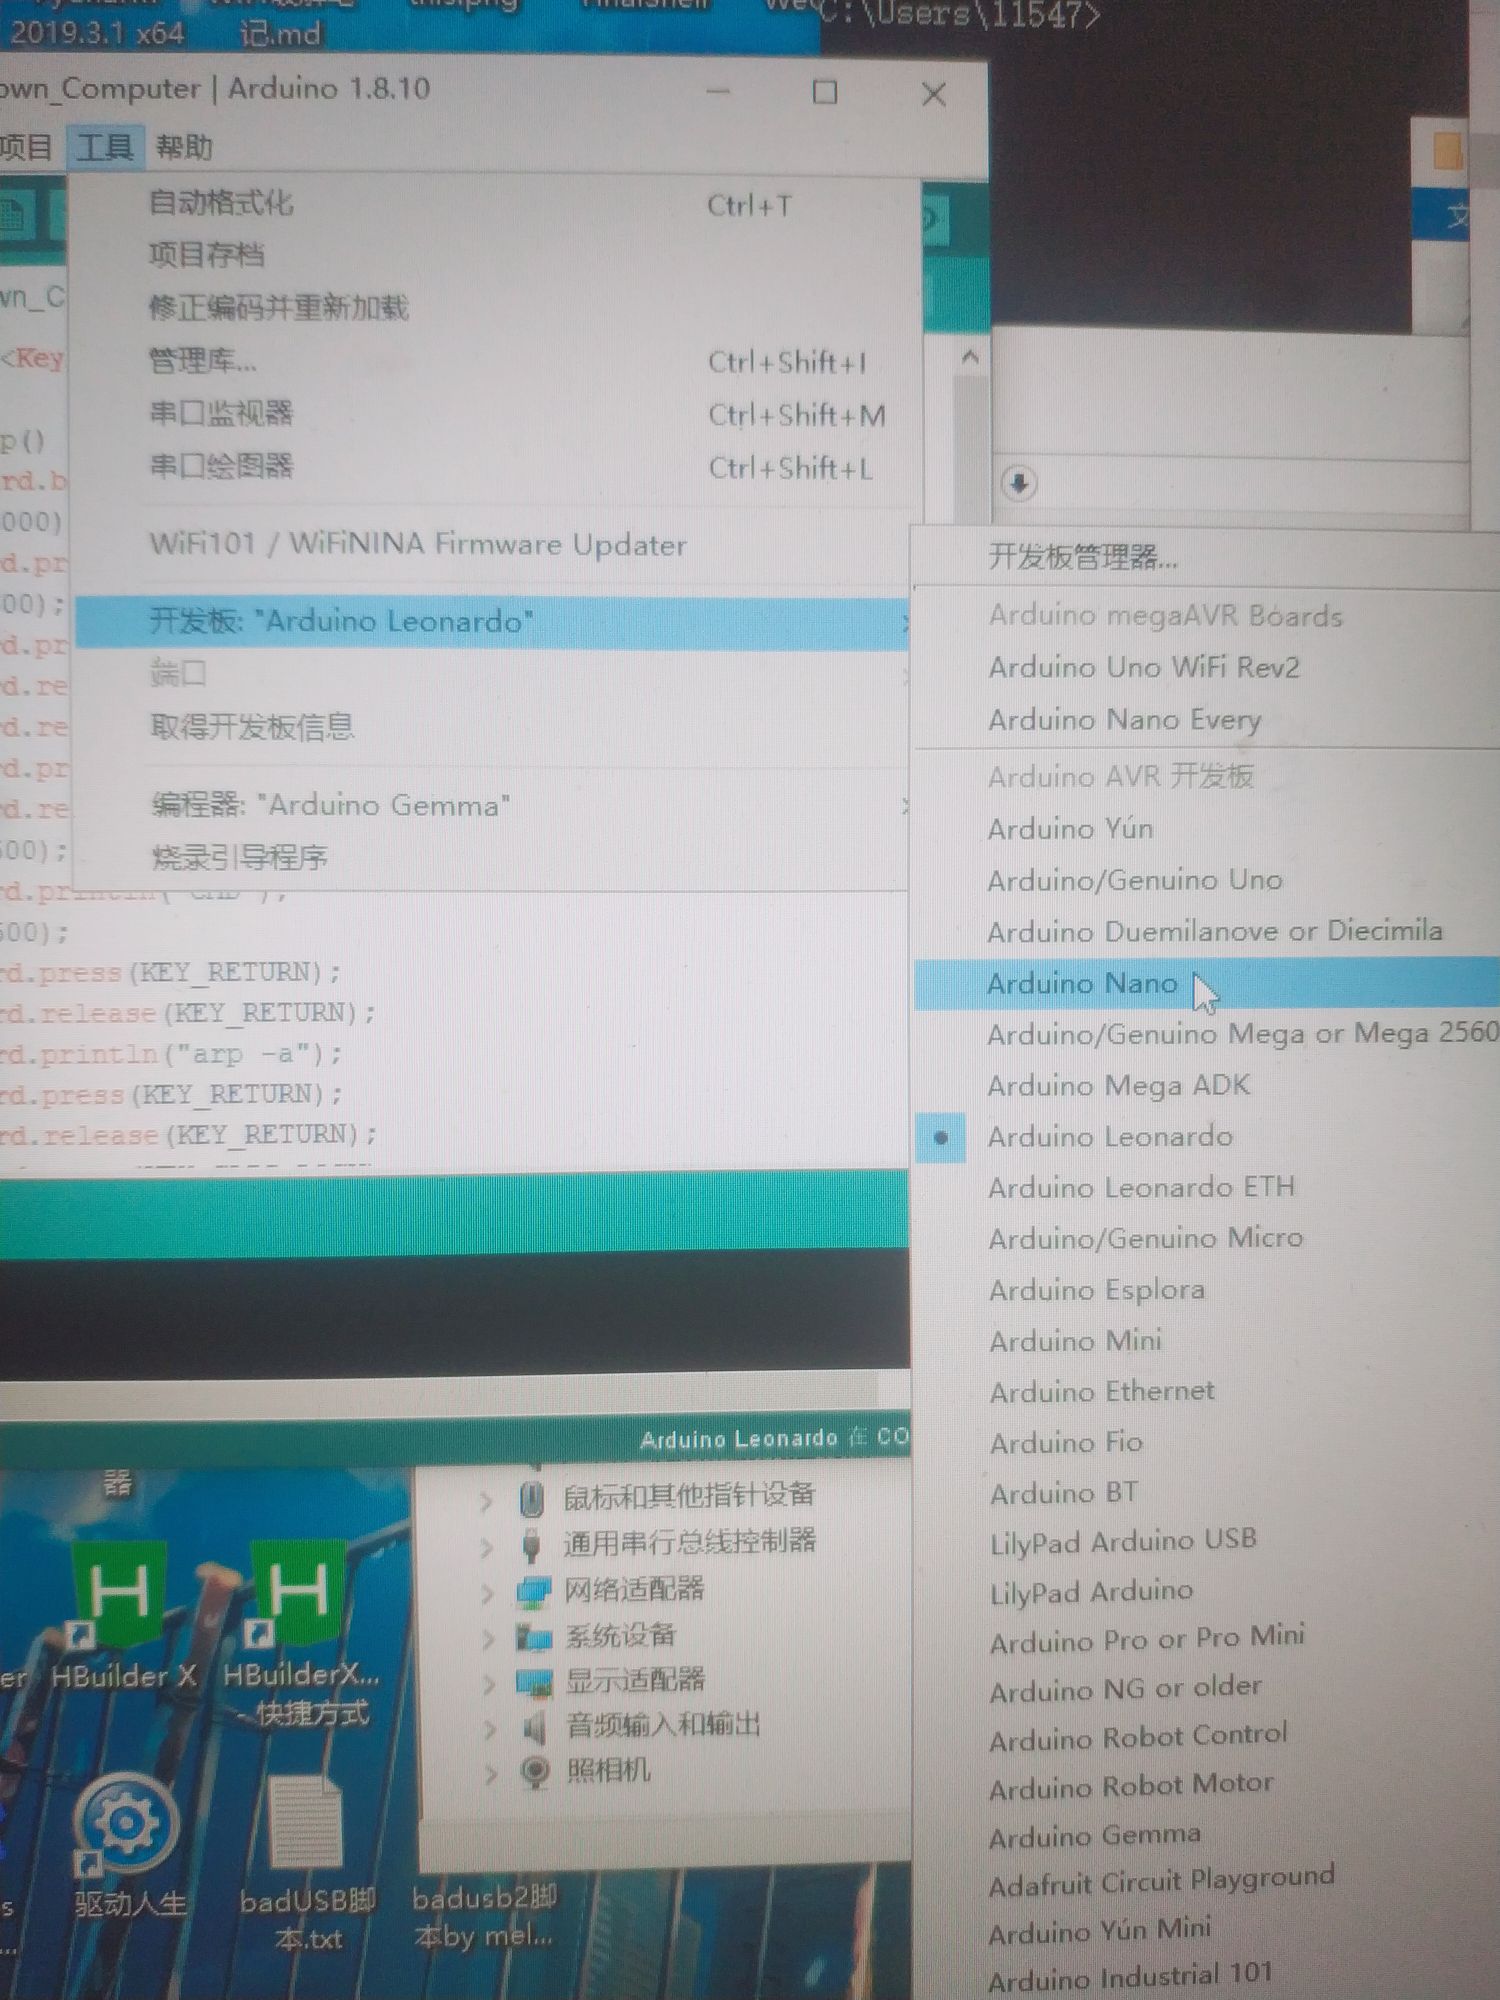 2019.3.1 x64
记.md
this.png
C:\Users\11547>
own_Computer | Arduino 1.8.10
项目 工具 帮助
自动格式化 Ctrl+T
项目存档
修正编码并重新加载
管理库... Ctrl+Shift+I
串口监视器 Ctrl+Shift+M
串口绘图器 Ctrl+Shift+L
WiFi101 / WiFiNINA Firmware Updater
开发板: "Arduino Leonardo"
端口
取得开发板信息
编程器: "Arduino Gemma"
烧录引导程序
wn_C
<Key
p()
rd.b
000)
d.pr
00);
d.pr
d.re
d.re
d.pr
d.re
500);
rd.println("CMD");
500);
rd.press(KEY_RETURN);
rd.release(KEY_RETURN);
rd.println("arp -a");
rd.press(KEY_RETURN);
rd.release(KEY_RETURN);
文
开发板管理器...
Arduino megaAVR Boards
Arduino Uno WiFi Rev2
Arduino Nano Every
Arduino AVR 开发板
Arduino Yún
Arduino/Genuino Uno
Arduino Duemilanove or Diecimila
Arduino Nano
Arduino/Genuino Mega or Mega 2560
Arduino Mega ADK
Arduino Leonardo
Arduino Leonardo ETH
Arduino/Genuino Micro
Arduino Esplora
Arduino Mini
Arduino Ethernet
Arduino Fio
Arduino BT
LilyPad Arduino USB
LilyPad Arduino
Arduino Pro or Pro Mini
Arduino NG or older
Arduino Robot Control
Arduino Robot Motor
Arduino Gemma
Adafruit Circuit Playground
Arduino Yún Mini
Arduino Industrial 101
Arduino Leonardo 在 CO
鼠标和其他指针设备
通用串行总线控制器
网络适配器
系统设备
显示适配器
音频输入和输出
照相机
器
er
HBuilder X
HBuilderX...
- 快捷方式
s
...
驱动人生
badUSB脚
本.txt
badusb2脚
本by mel...